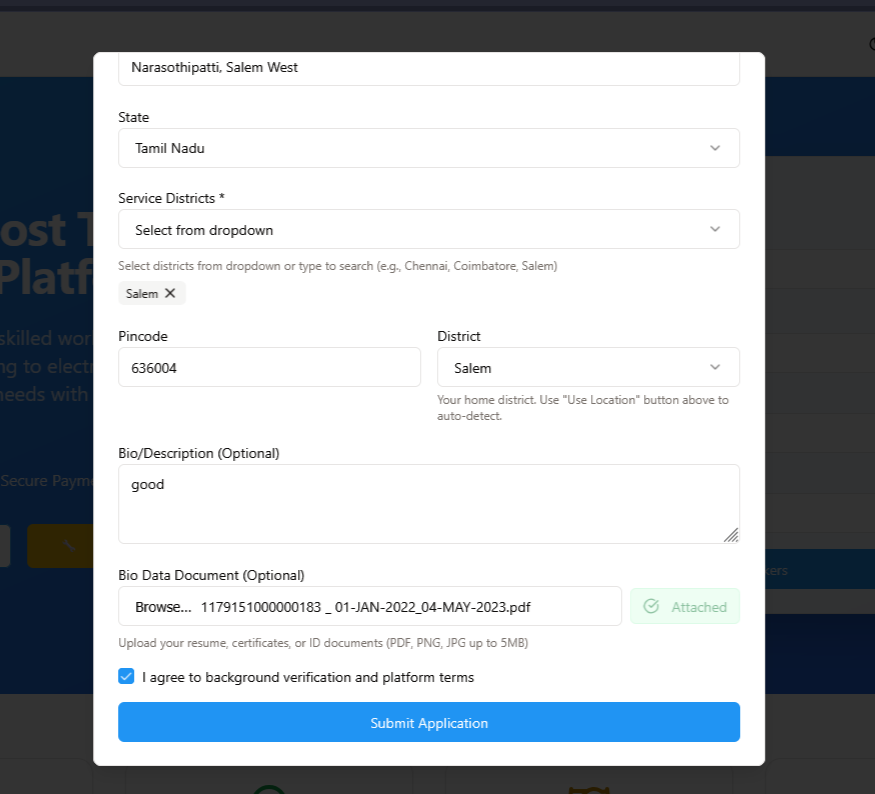 Narasothipatti, Salem West
State
Tamil Nadu
Service Districts *
Select from dropdown
Select districts from dropdown or type to search (e.g., Chennai, Coimbatore, Salem)
Salem
Pincode
District
636004
Salem
Your home district. Use "Use Location" button above to
auto-detect.
Bio/Description (Optional)
good
Bio Data Document (Optional)
Browse... 1179151000000183 _ 01-JAN-2022_04-MAY-2023.pdf
Attached
Upload your resume, certificates, or ID documents (PDF, PNG, JPG up to 5MB)
I agree to background verification and platform terms
Submit Application
ost T
Platf
skilled wor
ng to electr
needs with
Secure Payme
kers